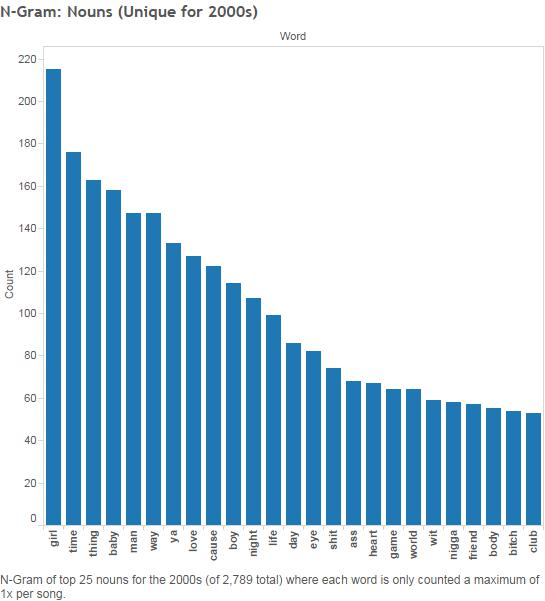 N-Gram: Nouns (Unique for 2000s)
Word
220
200
180
160
140
120
100
80
60
40
20
0
Count
girl
time
thing
baby
man
way
ya
love
cause
boy
night
life
day
eye
shit
ass
heart
game
world
wit
nigga
friend
body
bitch
club
N-Gram of top 25 nouns for the 2000s (of 2,789 total) where each word is only counted a maximum of
1x per song.